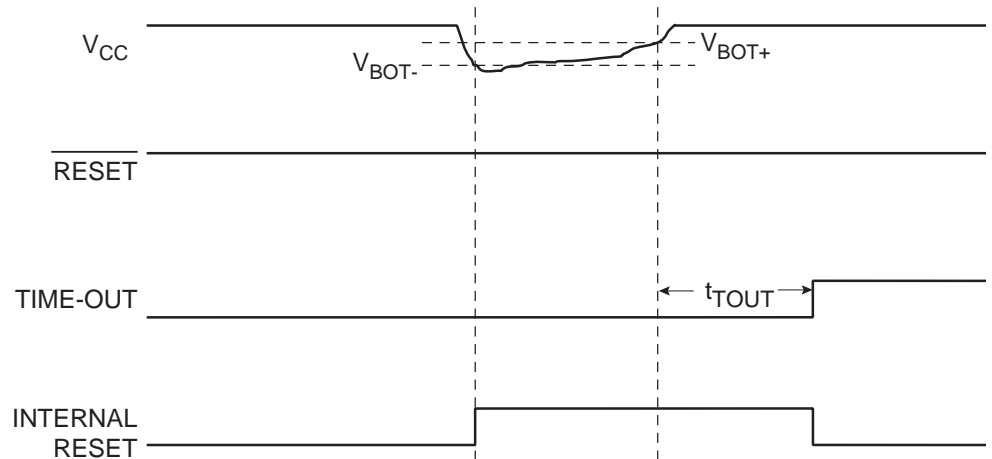 VCC
VBOT-
VBOT+
RESET
TIME-OUT
tTOUT
INTERNAL
RESET